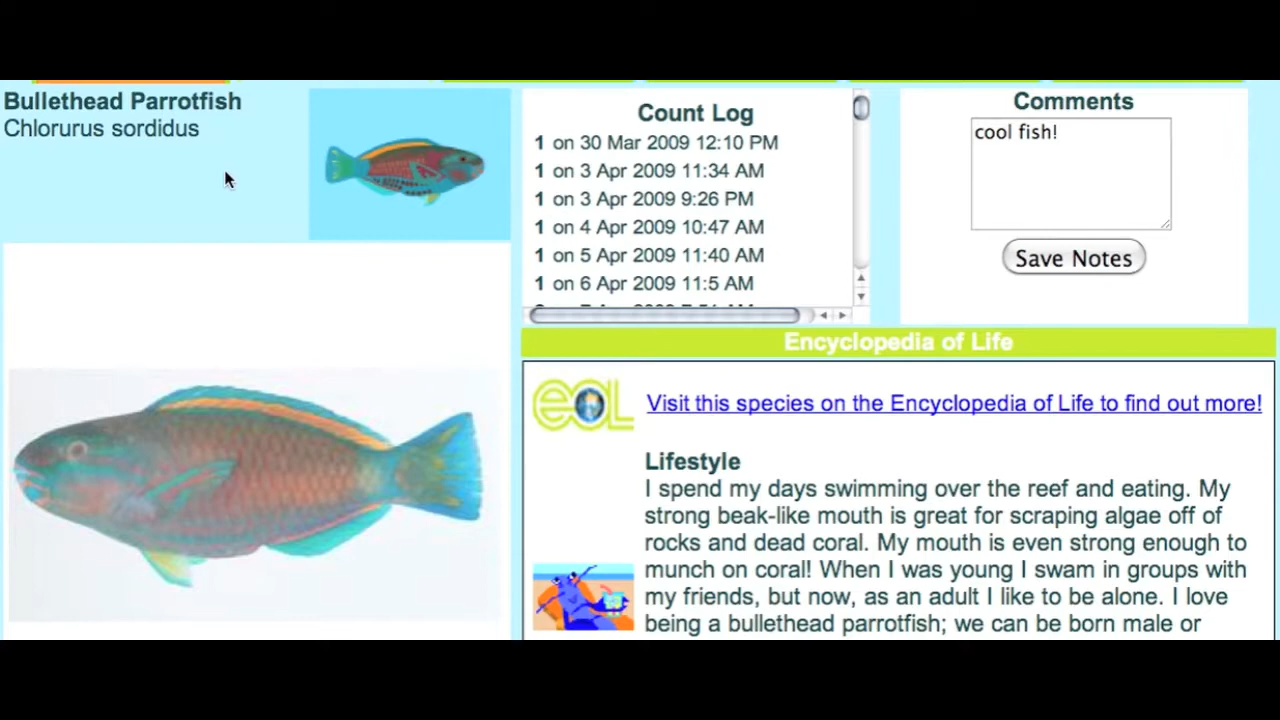 Bullethead Parrotfish
Chlorurus sordidus
Count Log
1 on 30 Mar 2009 12:10 PM
1 on 3 Apr 2009 11:34 AM
1 on 3 Apr 2009 9:26 PM
1 on 4 Apr 2009 10:47 AM
1 on 5 Apr 2009 11:40 AM
1 on 6 Apr 2009 11:5 AM
Comments
cool fish!
Save Notes
Encyclopedia of Life
eOL
Visit this species on the Encyclopedia of Life to find out more!
Lifestyle
I spend my days swimming over the reef and eating. My
strong beak-like mouth is great for scraping algae off of
rocks and dead coral. My mouth is even strong enough to
munch on coral! When I was young I swam in groups with
my friends, but now, as an adult I like to be alone. I love
being a bullethead parrotfish; we can be born male or